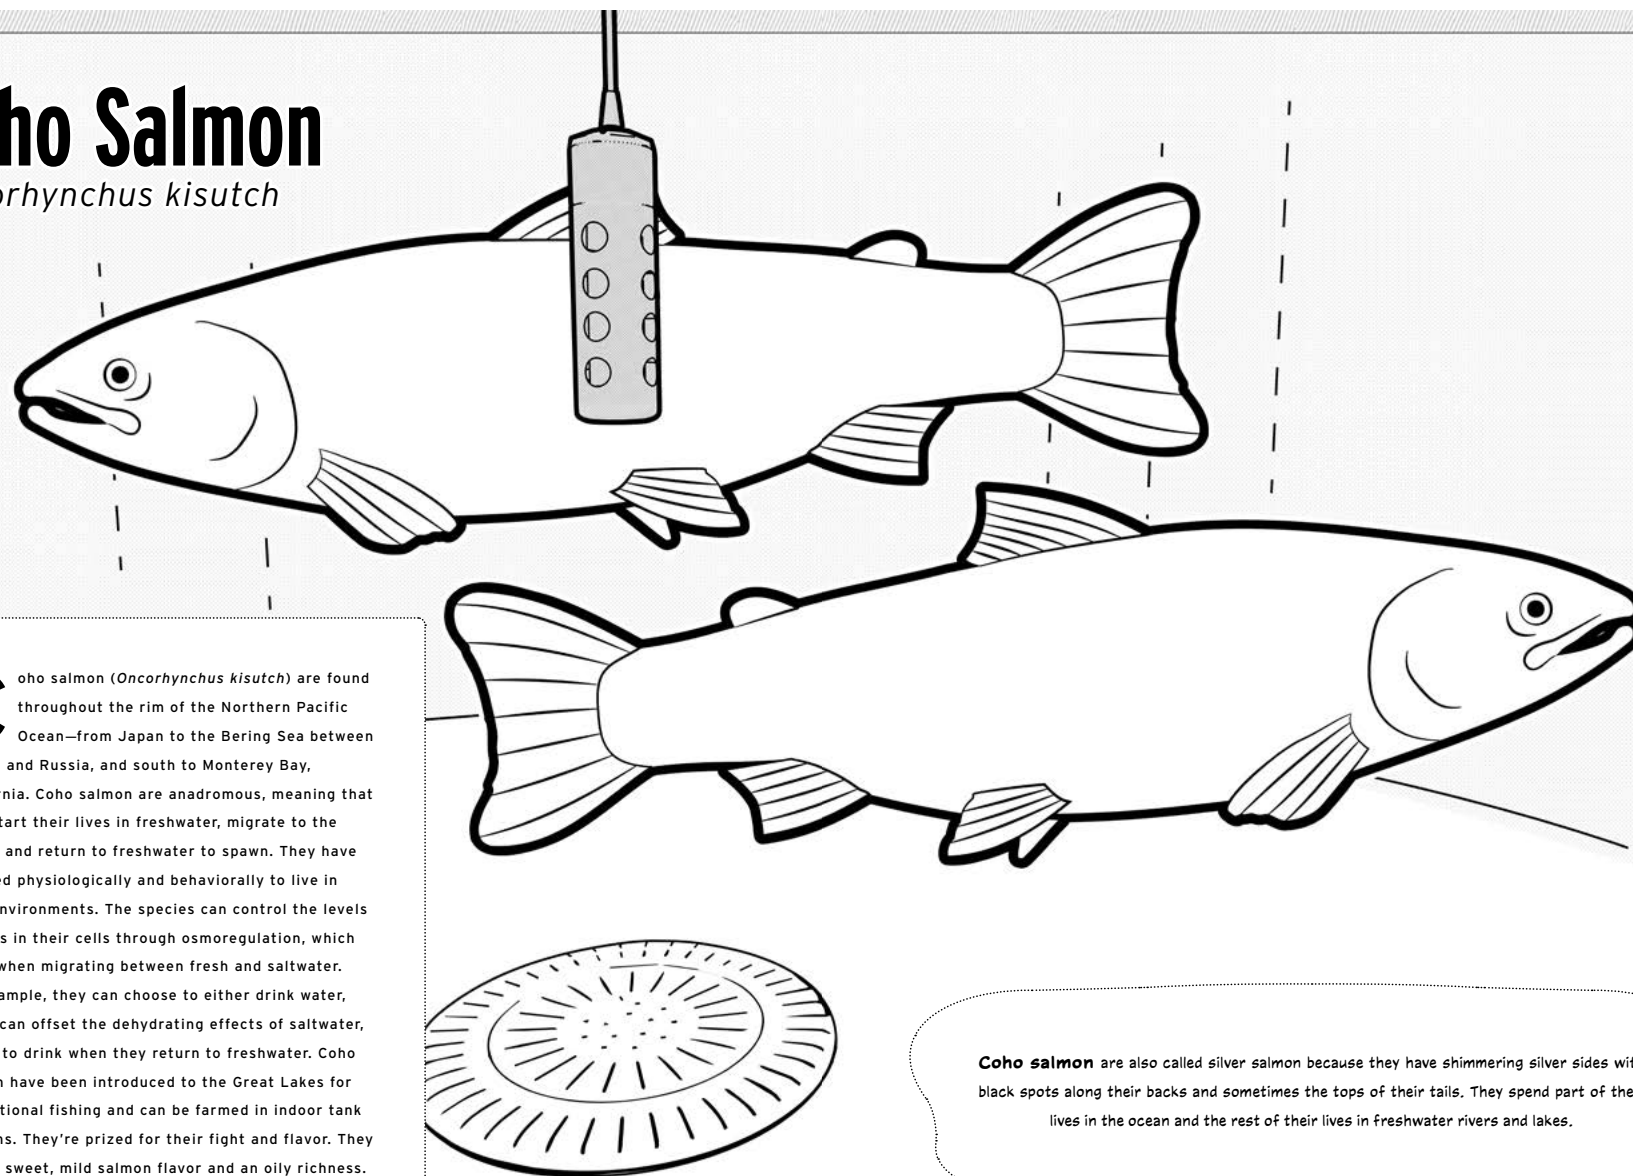 ho Salmon
orhynchus kisutch
oho salmon (Oncorhynchus kisutch) are found
throughout the rim of the Northern Pacific
Ocean—from Japan to the Bering Sea between
and Russia, and south to Monterey Bay,
rnia. Coho salmon are anadromous, meaning that
tart their lives in freshwater, migrate to the
and return to freshwater to spawn. They have
ed physiologically and behaviorally to live in
nvironments. The species can control the levels
s in their cells through osmoregulation, which
when migrating between fresh and saltwater.
ample, they can choose to either drink water,
can offset the dehydrating effects of saltwater,
to drink when they return to freshwater. Coho
n have been introduced to the Great Lakes for
tional fishing and can be farmed in indoor tank
ns. They're prized for their fight and flavor. They
sweet, mild salmon flavor and an oily richness.
Coho salmon are also called silver salmon because they have shimmering silver sides wit
black spots along their backs and sometimes the tops of their tails. They spend part of the
lives in the ocean and the rest of their lives in freshwater rivers and lakes.